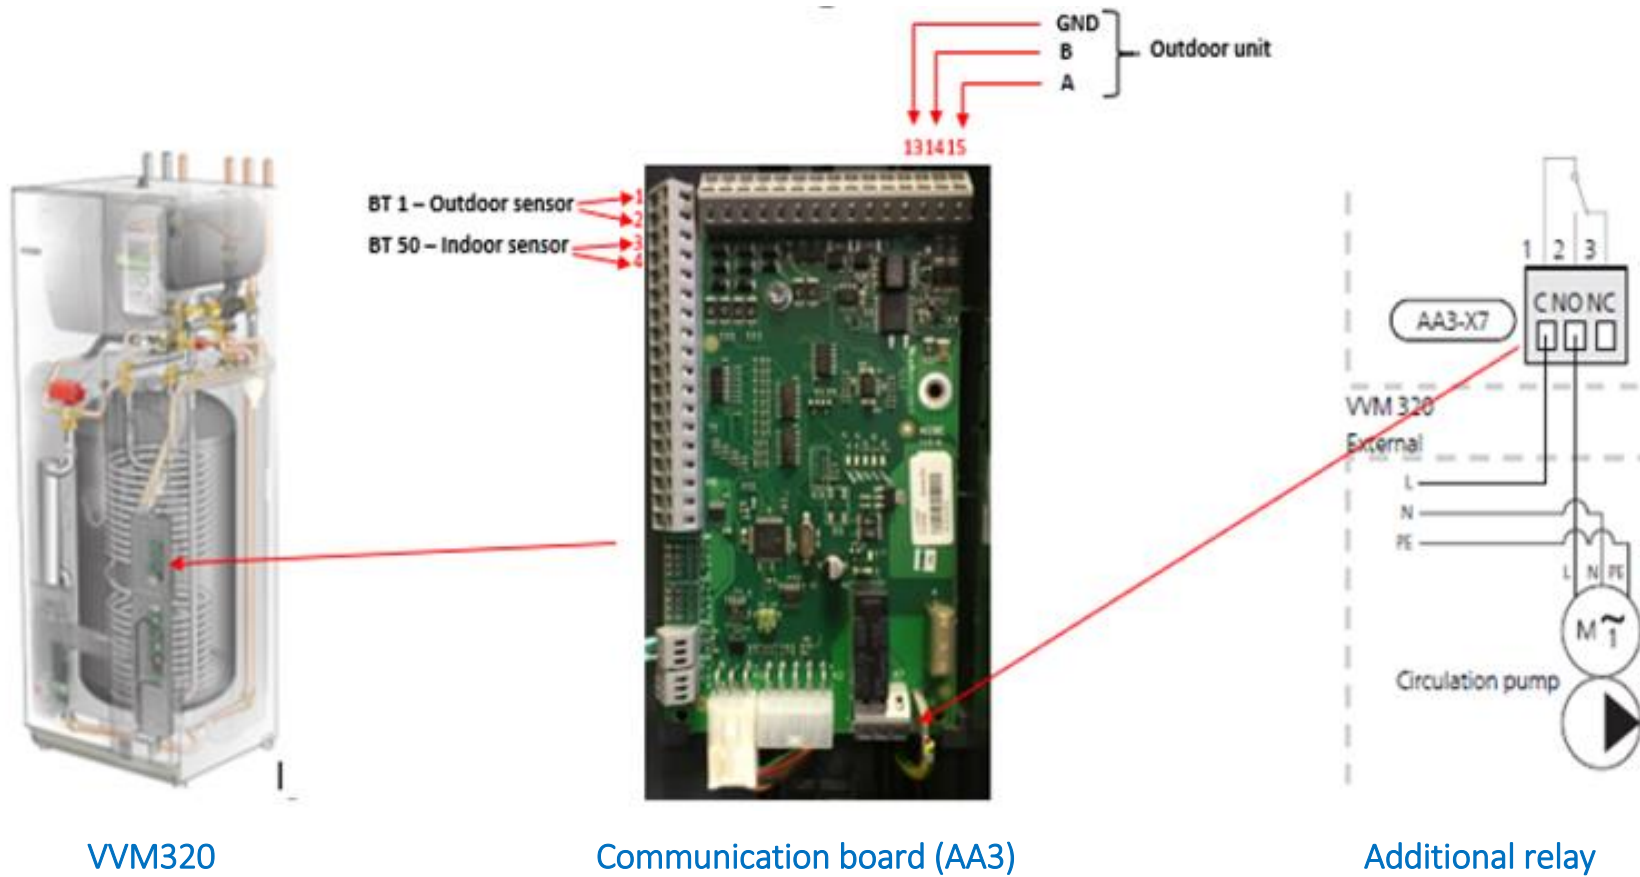 GND
B
A
Outdoor unit
13 14 15
BT 1 – Outdoor sensor
1
2
BT 50 – Indoor sensor
3
1 2 3
C NO NC
AA3-X7
VVM 320
External
L
N
PE
L N PE
M ~
1
Circulation pump
VVM320
Communication board (AA3)
Additional relay